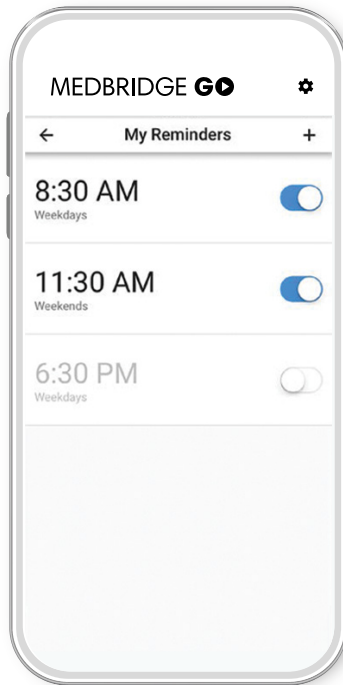 MEDBRIDGE GO
My Reminders
8:30 AM
Weekdays
11:30 AM
Weekends
6:30 PM
Weekdays